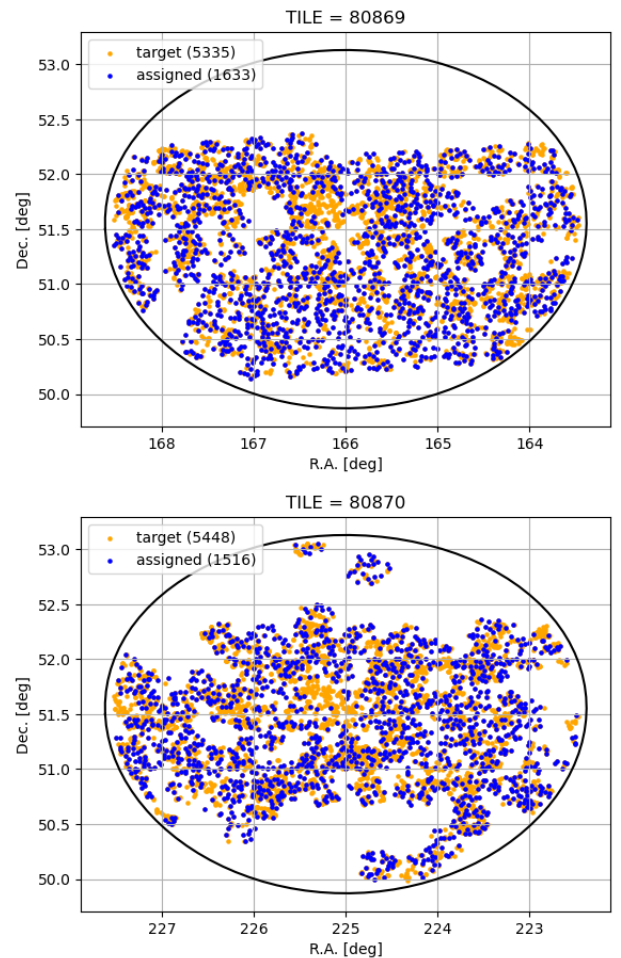 TILE = 80869
target (5335)
assigned (1633)
53.0
52.5
52.0
51.5
51.0
50.5
50.0
Dec. [deg]
168
167
166
165
164
R.A. [deg]
TILE = 80870
target (5448)
assigned (1516)
53.0
52.5
52.0
51.5
51.0
50.5
50.0
Dec. [deg]
227
226
225
224
223
R.A. [deg]